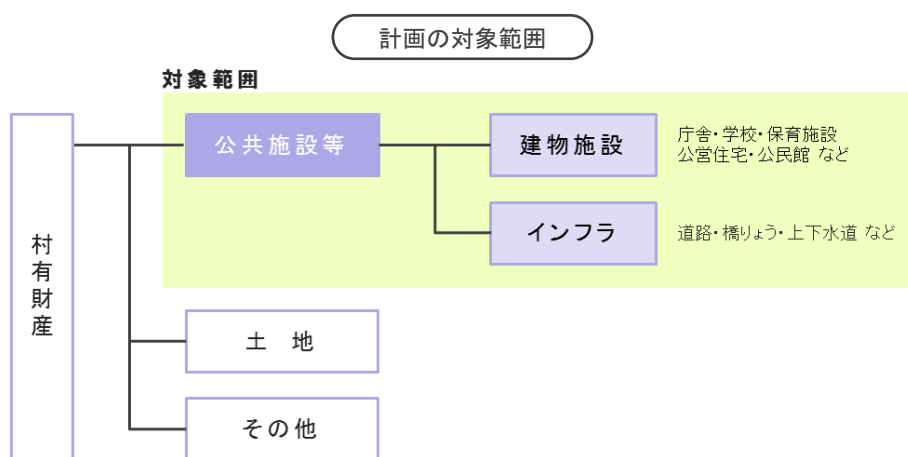 計画の対象範囲
対象範囲
村有財産
公共施設等
建物施設
庁舎・学校・保育施設
公営住宅・公民館 など
インフラ
道路・橋りょう・上下水道 など
土　地
その他